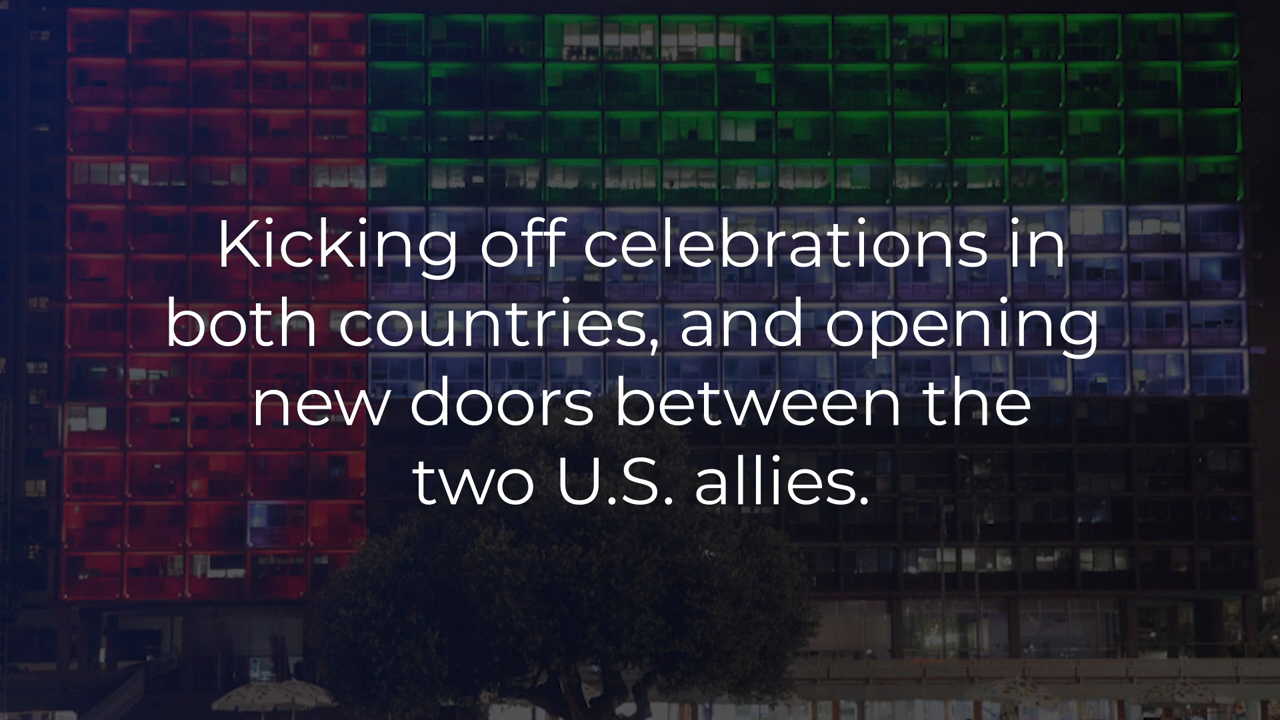 Kicking off celebrations in
both countries, and opening
new doors between the
two U.S. allies.